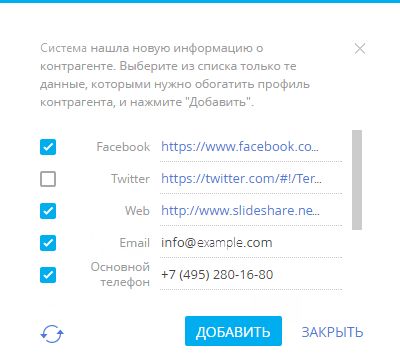 Система нашла новую информацию о
контрагенте. Выберите из списка только те
данные, которыми нужно обогатить профиль
контрагента, и нажмите "Добавить".
Facebook https://www.facebook.co...
Twitter https://twitter.com/#!/Ter...
Web http://www.slideshare.ne...
Email info@example.com
Основной
телефон +7 (495) 280-16-80
ДОБАВИТЬ ЗАКРЫТЬ